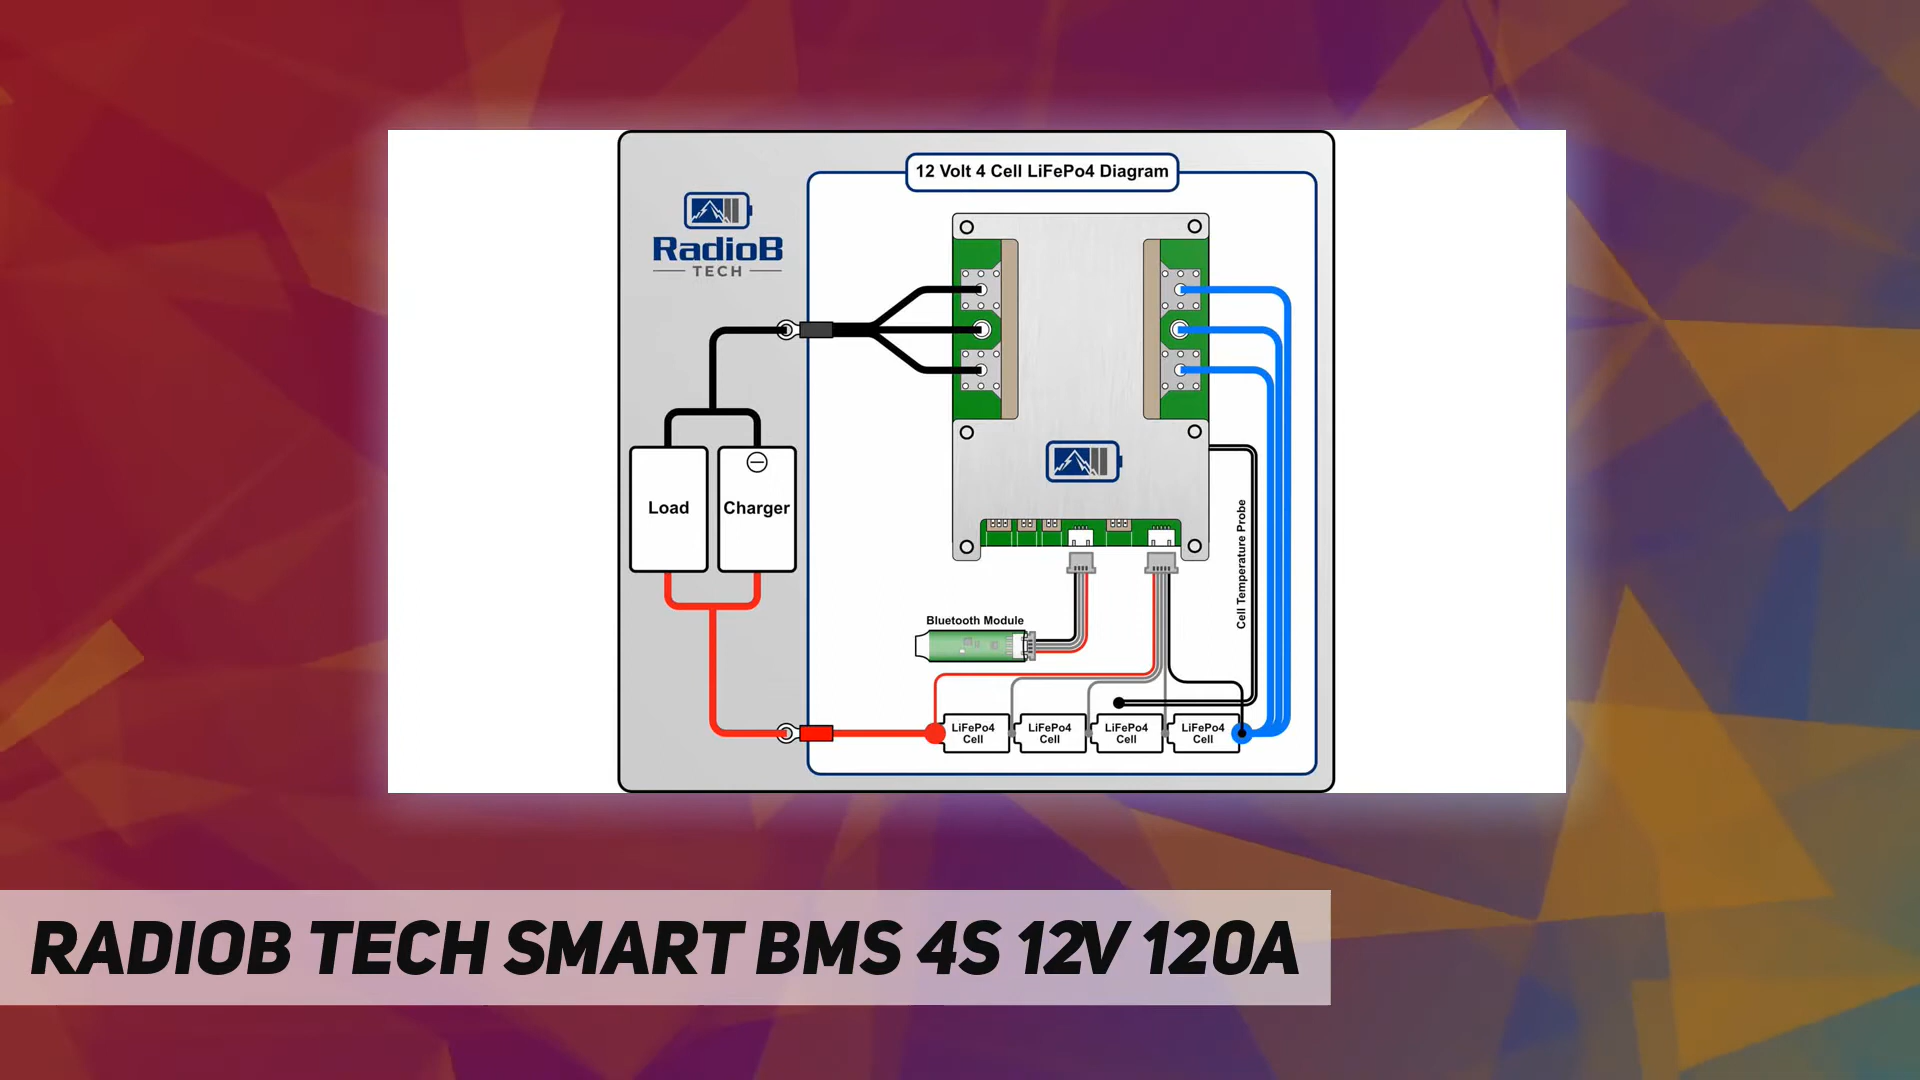 12 Volt 4 Cell LiFePo4 Diagram
RadioB
TECH
Load
Charger
Cell Temperature Probe
Bluetooth Module
LiFePo4
Cell
LiFePo4
Cell
LiFePo4
Cell
LiFePo4
Cell
RADIOB TECH SMART BMS 4S 12V 120A